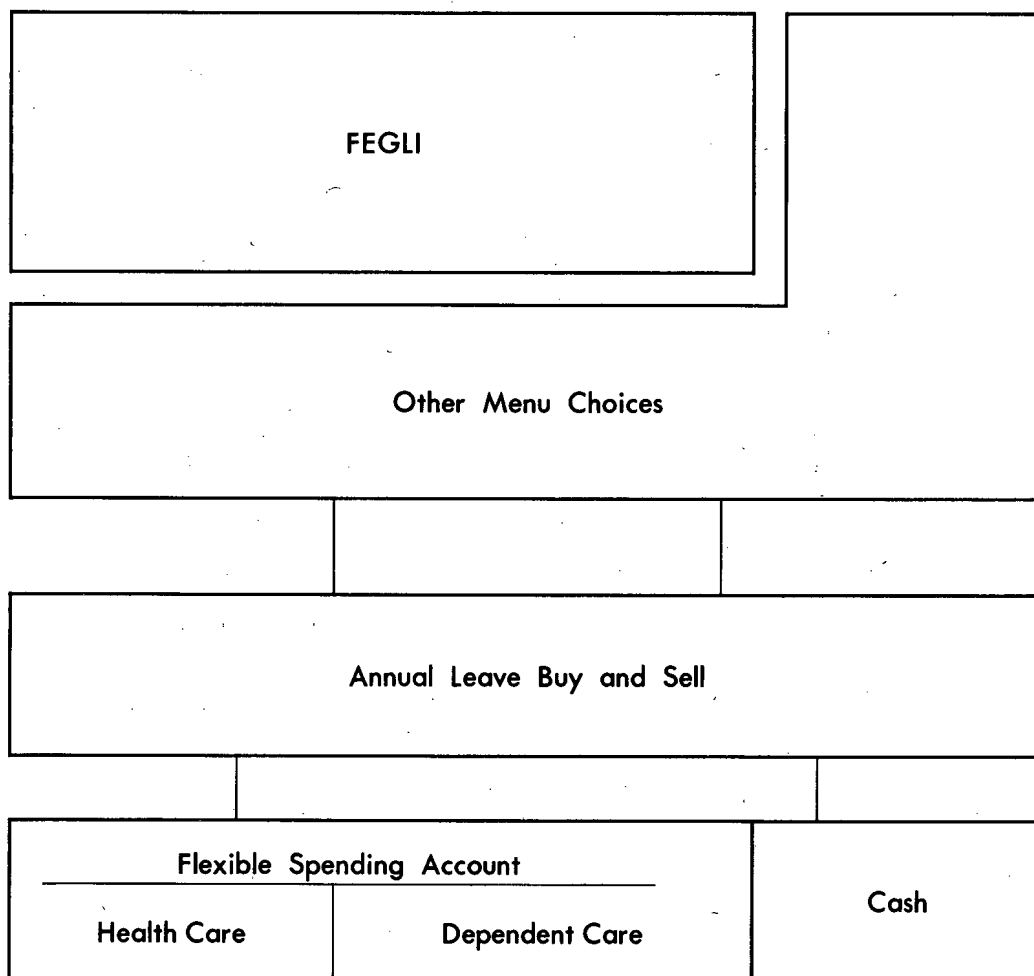 FEGLI
Other Menu Choices
Annual Leave Buy and Sell
Flexible Spending Account
Health Care
Dependent Care
Cash